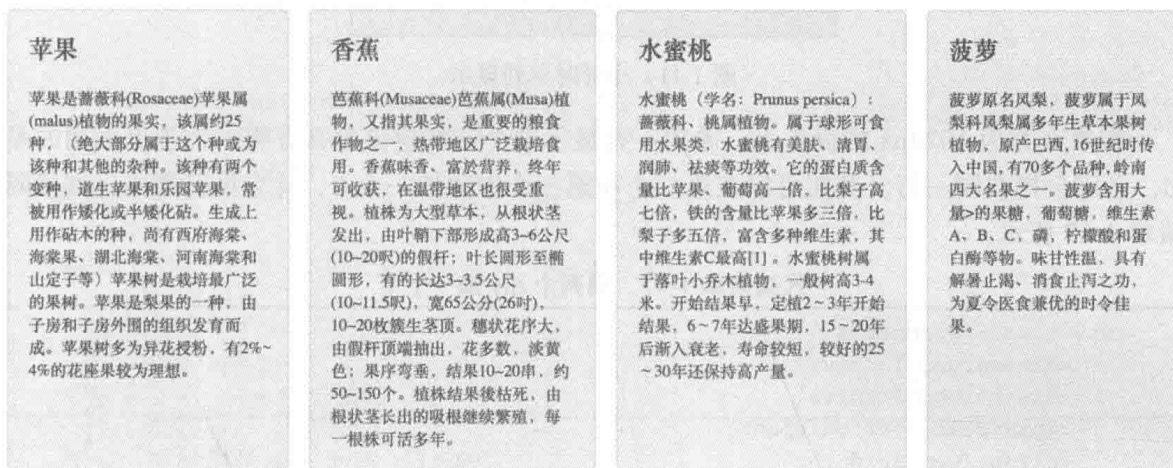 苹果
苹果是蔷薇科(Rosaceae)苹果属
(malus)植物的果实，该属约25
种，（绝大部分属于这个种或为
该种和其他的杂种。该种有两个
变种，道生苹果和乐园苹果，常
被用作矮化或半矮化砧。生成上
用作砧木的种，尚有西府海棠、
海棠果、湖北海棠、河南海棠和
山定子等）苹果树是栽培最广泛
的果树。苹果是梨果的一种，由
子房和子房外围的组织发育而
成。苹果树多为异花授粉，有2%~
4%的花座果较为理想。
香蕉
芭蕉科(Musaceae)芭蕉属(Musa)植
物，又指其果实，是重要的粮食
作物之一，热带地区广泛栽培食
用。香蕉味香、富於营养，终年
可收获，在温带地区也很受重
视。植株为大型草本，从根状茎
发出，由叶鞘下部形成高3~6公尺
(10~20呎)的假杆；叶长圆形至椭
圆形，有的长达3~3.5公尺
(10~11.5呎)，宽65公分(26吋)，
10~20枚簇生茎顶。穗状花序大，
由假杆顶端抽出，花多数，淡黄
色；果序弯垂，结果10~20串，约
50~150个。植株结果後枯死，由
根状茎长出的吸根继续繁殖，每
一根株可活多年。
水蜜桃
水蜜桃（学名：Prunus persica）：
蔷薇科、桃属植物。属于球形可食
用水果类，水蜜桃有美肤、清胃、
润肺、祛痰等功效。它的蛋白质含
量比苹果、葡萄高一倍，比梨子高
七倍，铁的含量比苹果多三倍，比
梨子多五倍，富含多种维生素，其
中维生素C最高[1] 。水蜜桃树属
于落叶小乔木植物，一般树高3-4
米。开始结果早，定植2～3年开始
结果，6～7年达盛果期，15～20年
后渐入衰老，寿命较短，较好的25
～30年还保持高产量。
菠萝
菠萝原名凤梨，菠萝属于凤
梨科凤梨属多年生草本果树
植物，原产巴西,16世纪时传
入中国,有70多个品种,岭南
四大名果之一。菠萝含用大
量>的果糖，葡萄糖，维生素
A、B、C，磷，柠檬酸和蛋
白酶等物。味甘性温，具有
解暑止渴、消食止泻之功，
为夏令医食兼优的时令佳
果。